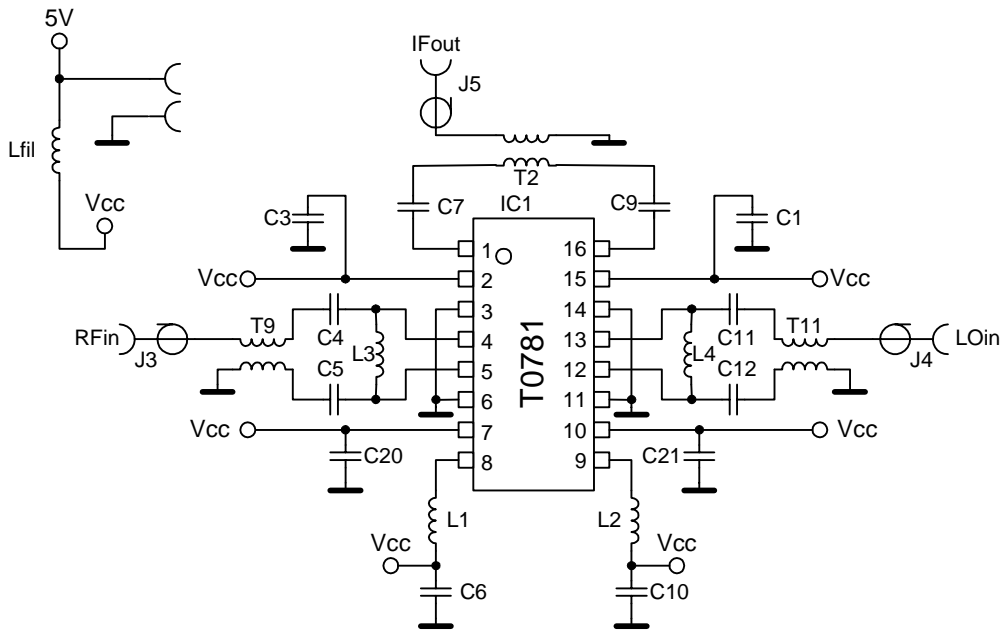 5V
IFout
J5
Lfil
Vcc
T2
C3
C7
IC1
C9
C1
1
16
Vcc
2
15
Vcc
3
14
RFin
J3
T9
C4
L3
4
T0781
13
L4
C11
T11
J4
LOin
C5
5
12
C12
6
11
Vcc
7
10
Vcc
C20
8
9
C21
L1
L2
Vcc
Vcc
C6
C10